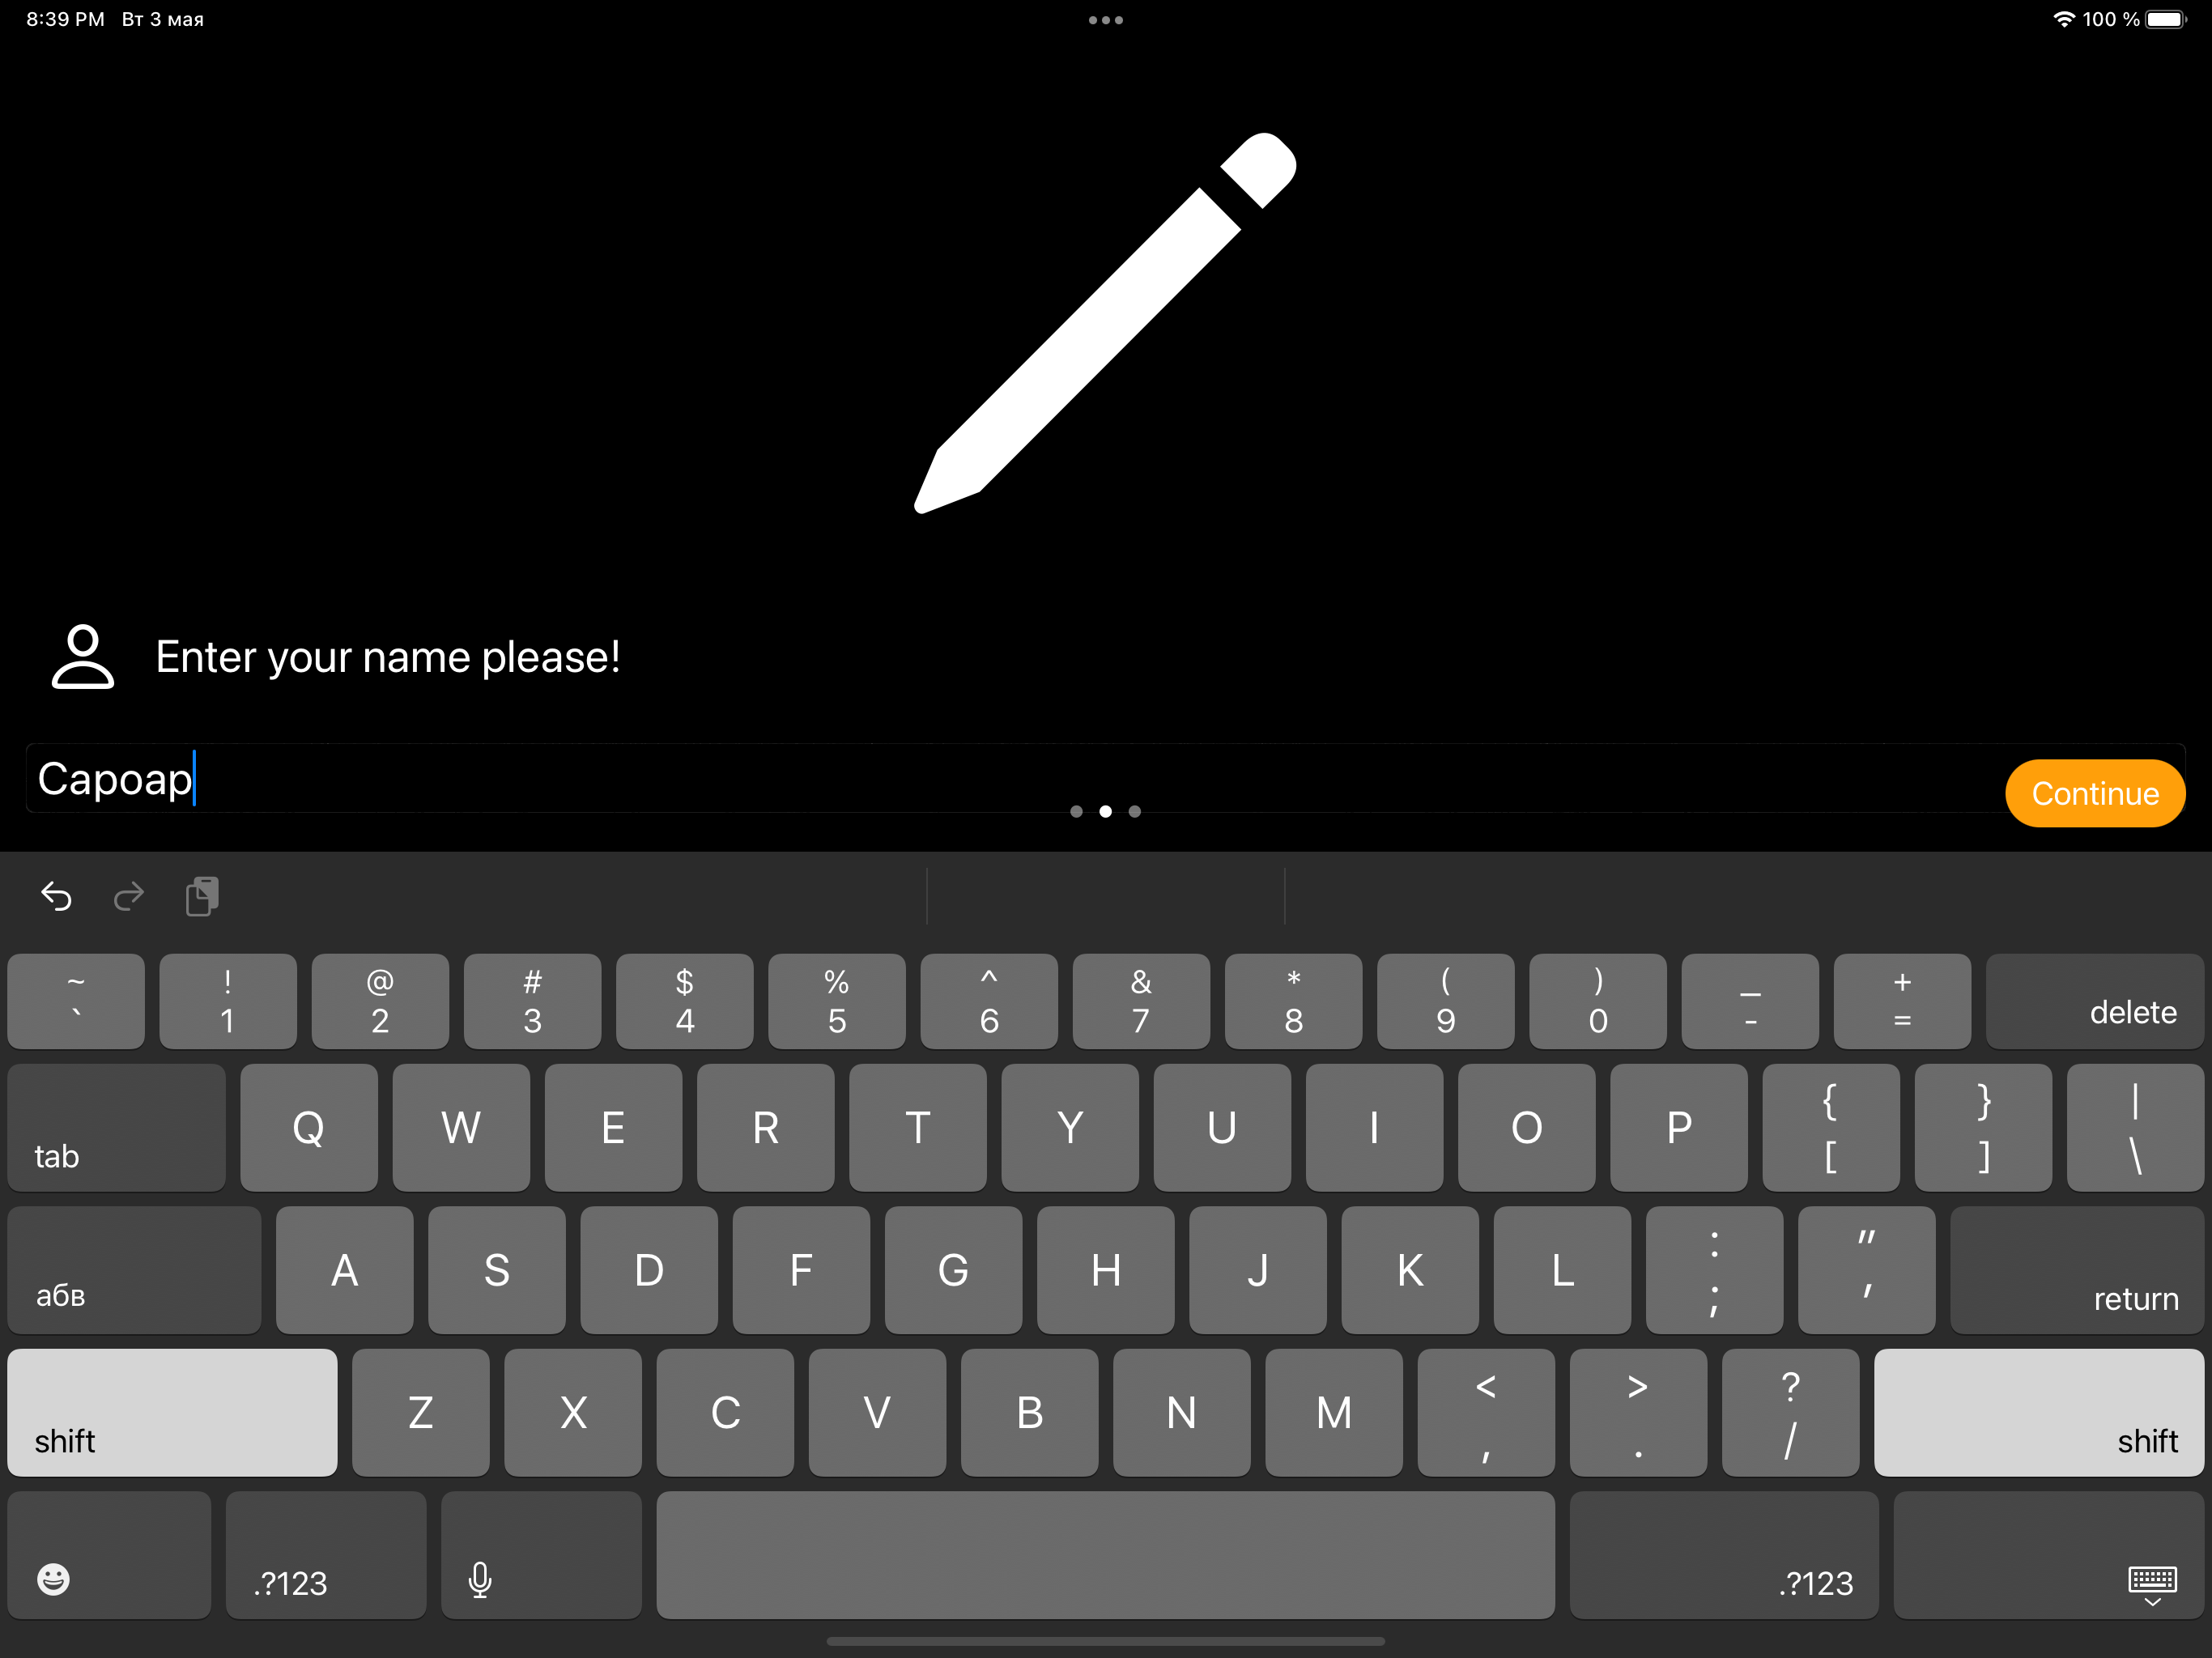 8:39 PM Вт 3 мая
100 %
Enter your name please!
Сароар
Continue
~ ! @ # $ % ^ & * ( ) _ +
` 1 2 3 4 5 6 7 8 9 0 - = delete
tab Q W E R T Y U I O P { [ } ] | \
абв A S D F G H J K L : ; " ' return
shift Z X C V B N M < , > . ? / shift
.?123 .?123